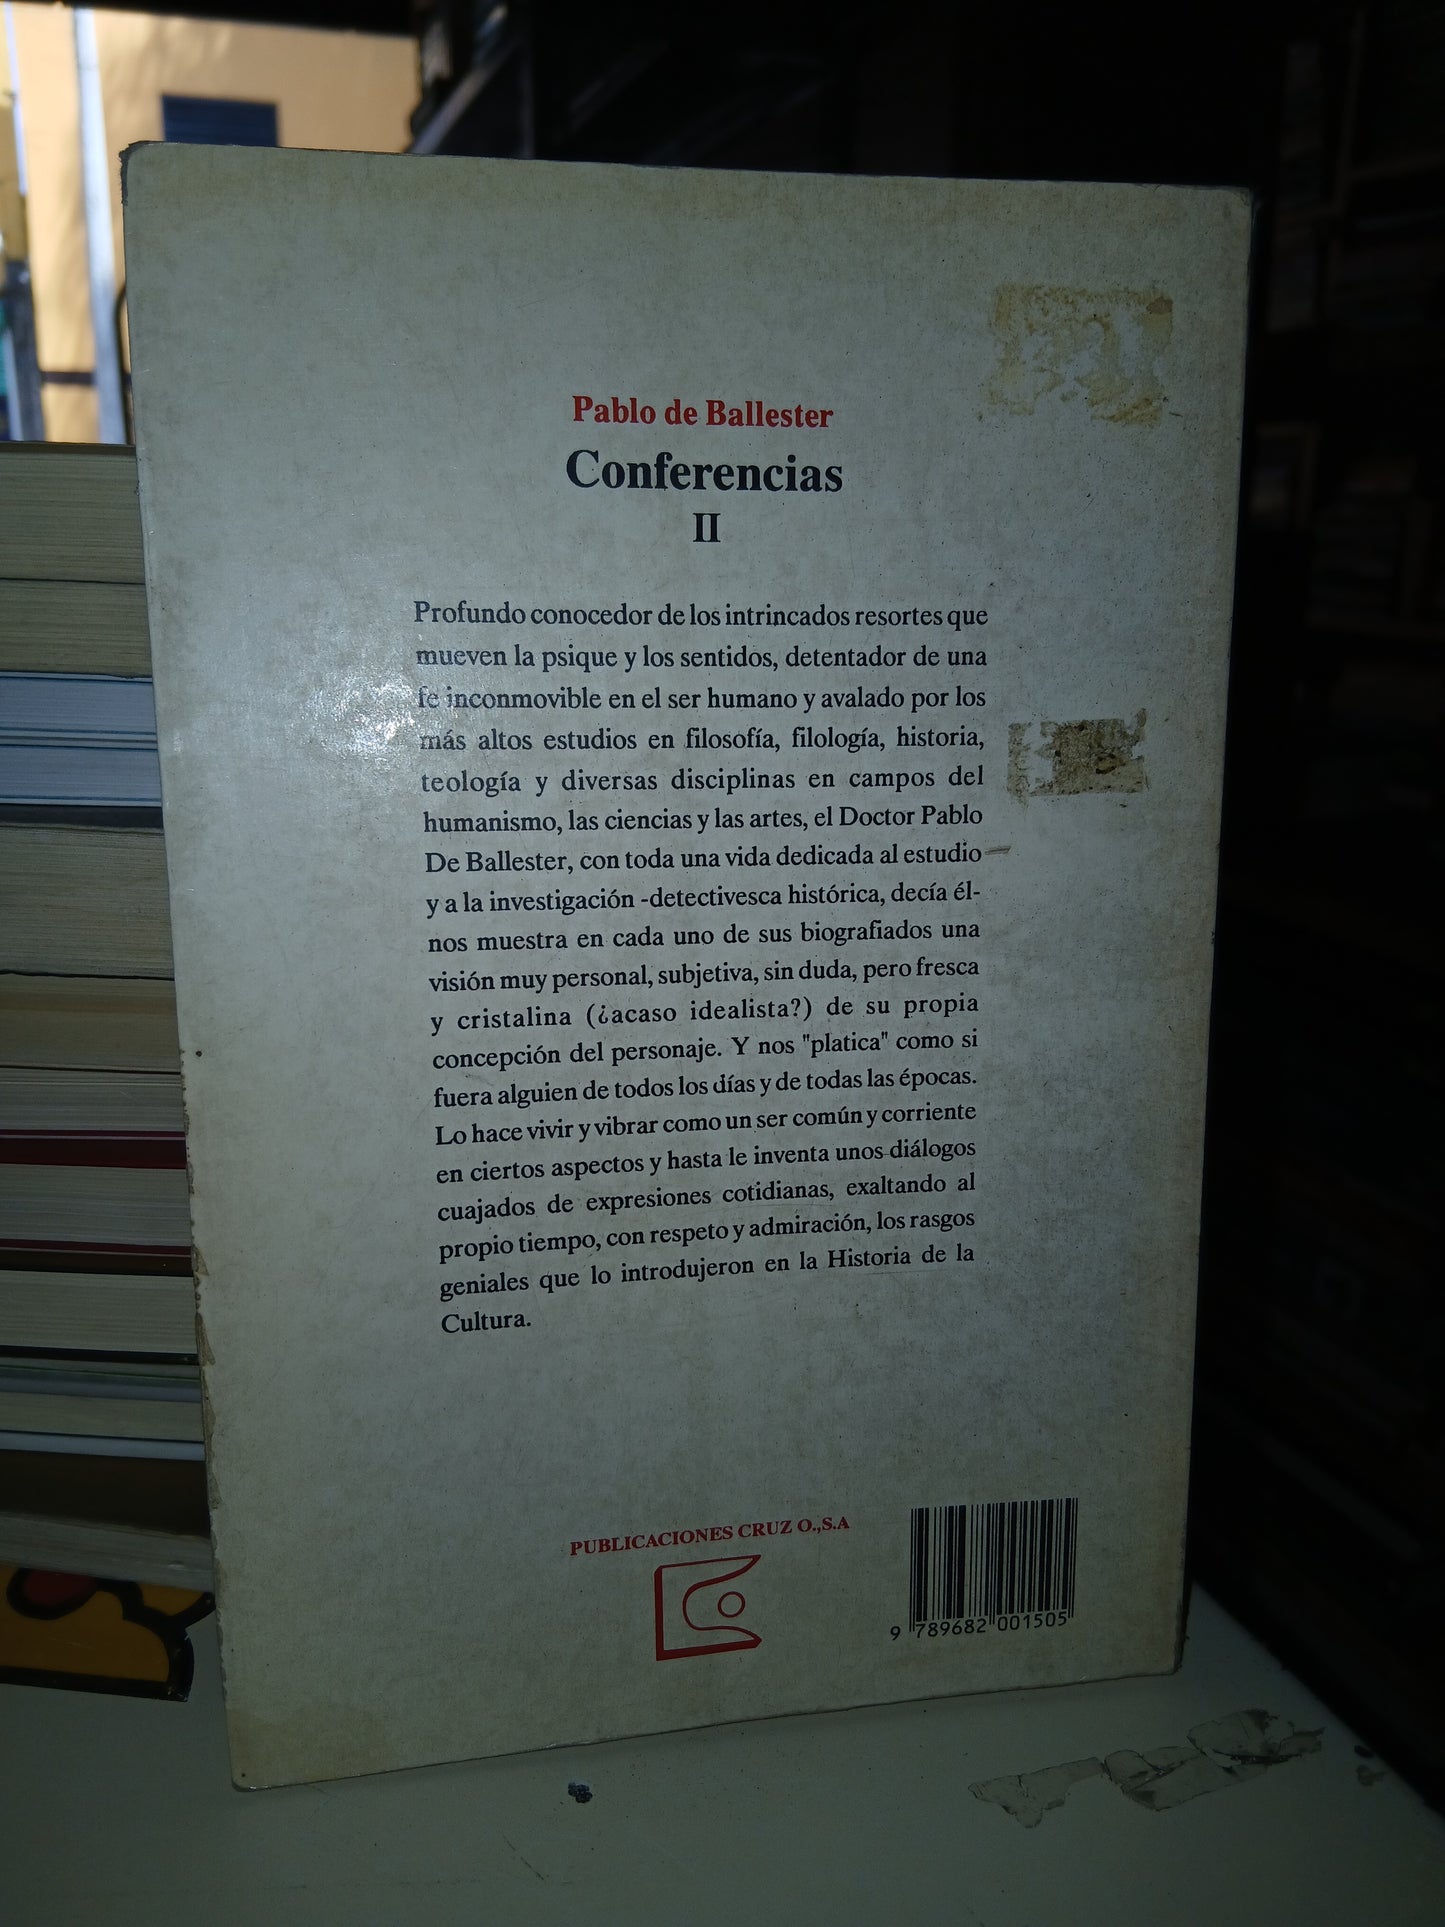 Pablo de Ballester
Conferencias
II
Profundo conocedor de los intrincados resortes que
mueven la psique y los sentidos, detentador de una
fe inconmovible en el ser humano y avalado por los
más altos estudios en filosofía, filología, historia,
teología y diversas disciplinas en campos del
humanismo, las ciencias y las artes, el Doctor Pablo
De Ballester, con toda una vida dedicada al estudio
y a la investigación -detectivesca histórica, decía él-
nos muestra en cada uno de sus biografiados una
visión muy personal, subjetiva, sin duda, pero fresca
y cristalina (¿acaso idealista?) de su propia
concepción del personaje. Y nos "platica" como si
fuera alguien de todos los días y de todas las épocas.
Lo hace vivir y vibrar como un ser común y corriente
en ciertos aspectos y hasta le inventa unos diálogos
cuajados de expresiones cotidianas, exaltando al
propio tiempo, con respeto y admiración, los rasgos
geniales que lo introdujeron en la Historia de la
Cultura.
PUBLICACIONES CRUZ O.,S.A
9 789682 001505